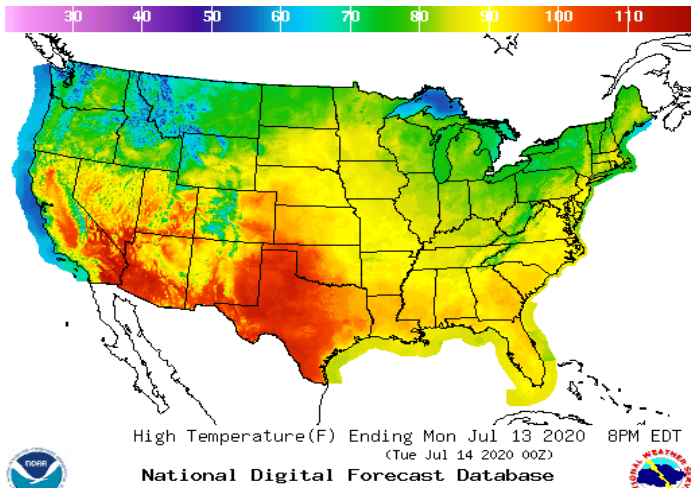 30 40 50 60 70 80 90 100 110
High Temperature(F) Ending Mon Jul 13 2020 8PM EDT
(Tue Jul 14 2020 00Z)
National Digital Forecast Database
NOAA